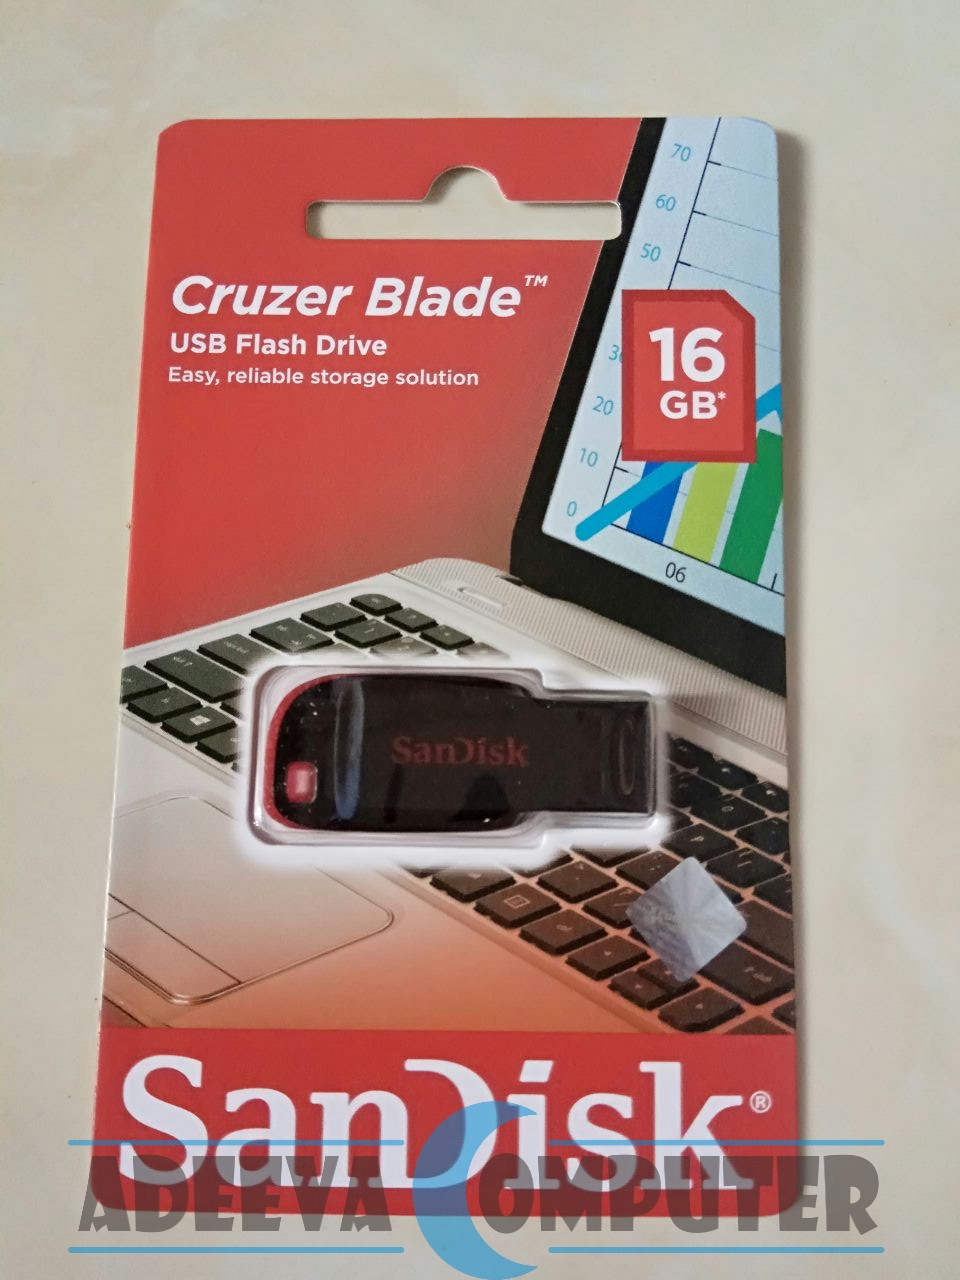 70
60
50
Cruzer Blade™
USB Flash Drive
Easy, reliable storage solution
16
GB*
20
10
0
06
SanDisk
SanDisk®
ADEEVA COMPUTER